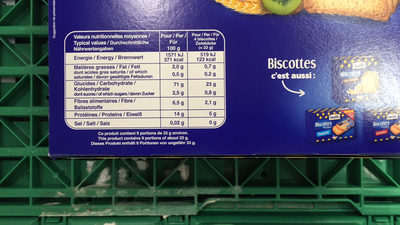 Valeurs nutritionnelles moyennes / Pour / Per / Pour / Per / Für
Typical values / Durchschnittliche Für 4 biscottes / Zwiebäcke
Nährwertangaben 100 g (= 33 g)
Energie / Energy / Brennwert 1571 kJ 519 kJ
371 kcal 123 kcal
Matières grasses / Fat / Fett 2,0 g 0,7 g
dont acides gras saturés / of which
saturates / davon gesättigte Fettsäuren 0,5 g 0,2 g
Glucides / Carbohydrate / 71 g 23 g
Kohlenhydrate
dont sucres / of which sugars / davon Zucker 2,5 g 0,8 g
Fibres alimentaires / Fibre / 6,5 g 2,1 g
Ballaststoffe
Protéines / Proteins / Eiweiß 14 g 5 g
Sel / Salt / Salz 0,02 g 0 g
Ce produit contient 9 portions de 33 g environ.
This product contains 9 portions of about 33 g.
Dieses Produkt enthält 9 Portionen von ungefähr 33 g.
Biscottes
c'est aussi :